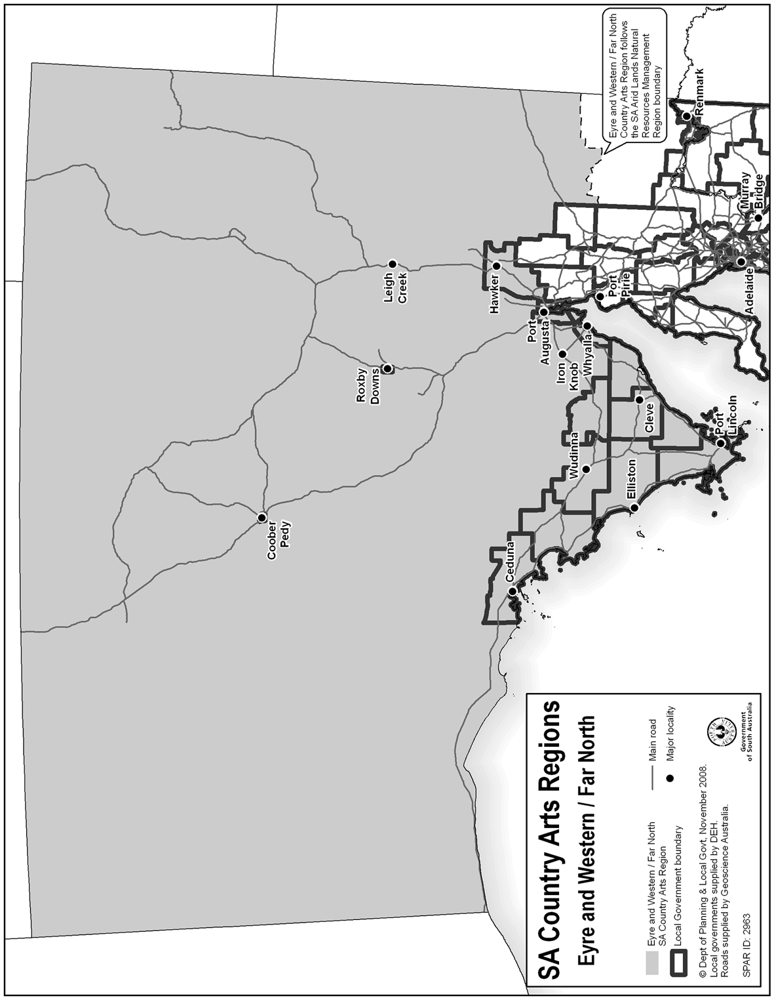 Eyre and Western / Far North
Country Arts Region follows
the SA Arid Lands Natural
Resources Management
Region boundary
Renmark
Murray
Bridge
Adelaide
Port
Pirie
Hawker
Leigh
Creek
Port
Augusta
Whyalla
Iron
Knob
Roxby
Downs
Cleve
Port
Lincoln
Wudinna
Elliston
Coober
Pedy
Ceduna
SA Country Arts Regions
Eyre and Western / Far North
Eyre and Western / Far North
SA Country Arts Region
Local Government boundary
Main road
Major locality
© Dept of Planning & Local Govt, November 2008.
Local governments supplied by DEH.
Roads supplied by Geoscience Australia.
SPAR ID: 2963
SOUTH AUSTRALIA
Government
of South Australia